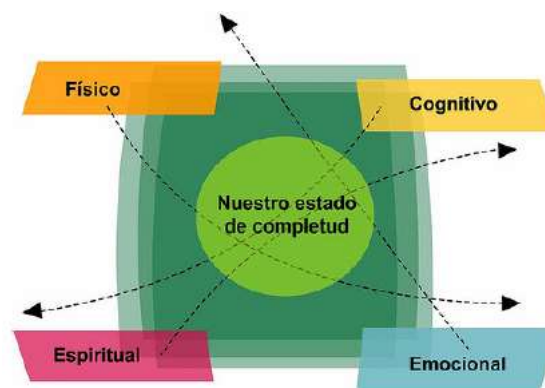 Físico
Cognitivo
Nuestro estado
de completud
Espiritual
Emocional